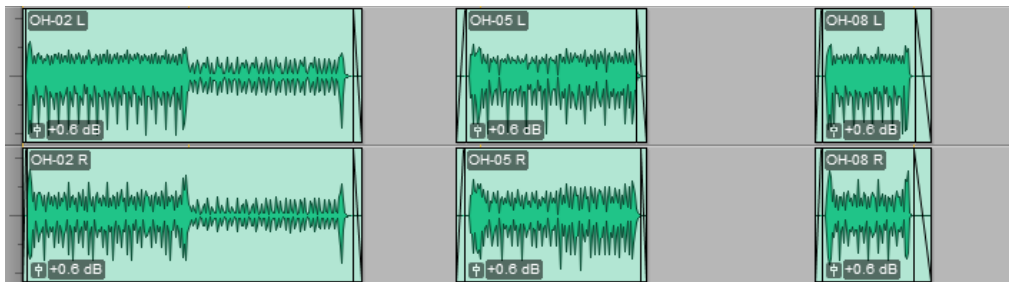 OH-02 L
OH-05 L
OH-08 L
+0.6 dB
+0.6 dB
+0.6 dB
OH-02 R
OH-05 R
OH-08 R
+0.6 dB
+0.6 dB
+0.6 dB